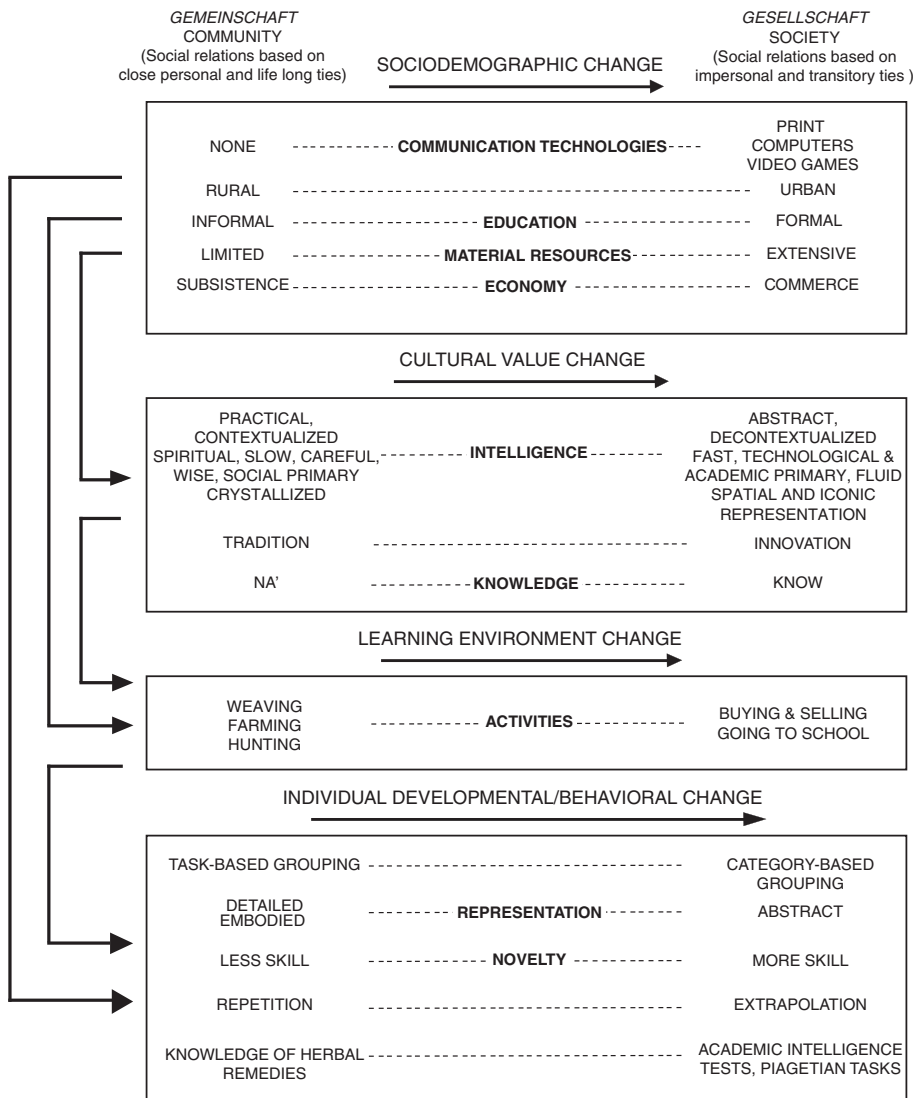 GEMEINSCHAFT
COMMUNITY
(Social relations based on
close personal and life long ties)
SOCIODEMOGRAPHIC CHANGE
GESELLSCHAFT
SOCIETY
(Social relations based on
impersonal and transitory ties )
NONE
COMMUNICATION TECHNOLOGIES
PRINT
COMPUTERS
VIDEO GAMES
RURAL
URBAN
INFORMAL
EDUCATION
FORMAL
LIMITED
MATERIAL RESOURCES
EXTENSIVE
SUBSISTENCE
ECONOMY
COMMERCE
CULTURAL VALUE CHANGE
PRACTICAL,
CONTEXTUALIZED
SPIRITUAL, SLOW, CAREFUL,
WISE, SOCIAL PRIMARY
CRYSTALLIZED
INTELLIGENCE
ABSTRACT,
DECONTEXTUALIZED
FAST, TECHNOLOGICAL &
ACADEMIC PRIMARY, FLUID
SPATIAL AND ICONIC
REPRESENTATION
TRADITION
INNOVATION
NA'
KNOWLEDGE
KNOW
LEARNING ENVIRONMENT CHANGE
WEAVING
FARMING
HUNTING
ACTIVITIES
BUYING & SELLING
GOING TO SCHOOL
INDIVIDUAL DEVELOPMENTAL/BEHAVIORAL CHANGE
TASK-BASED GROUPING
CATEGORY-BASED
GROUPING
DETAILED
EMBODIED
REPRESENTATION
ABSTRACT
LESS SKILL
NOVELTY
MORE SKILL
REPETITION
EXTRAPOLATION
KNOWLEDGE OF HERBAL
REMEDIES
ACADEMIC INTELLIGENCE
TESTS, PIAGETIAN TASKS